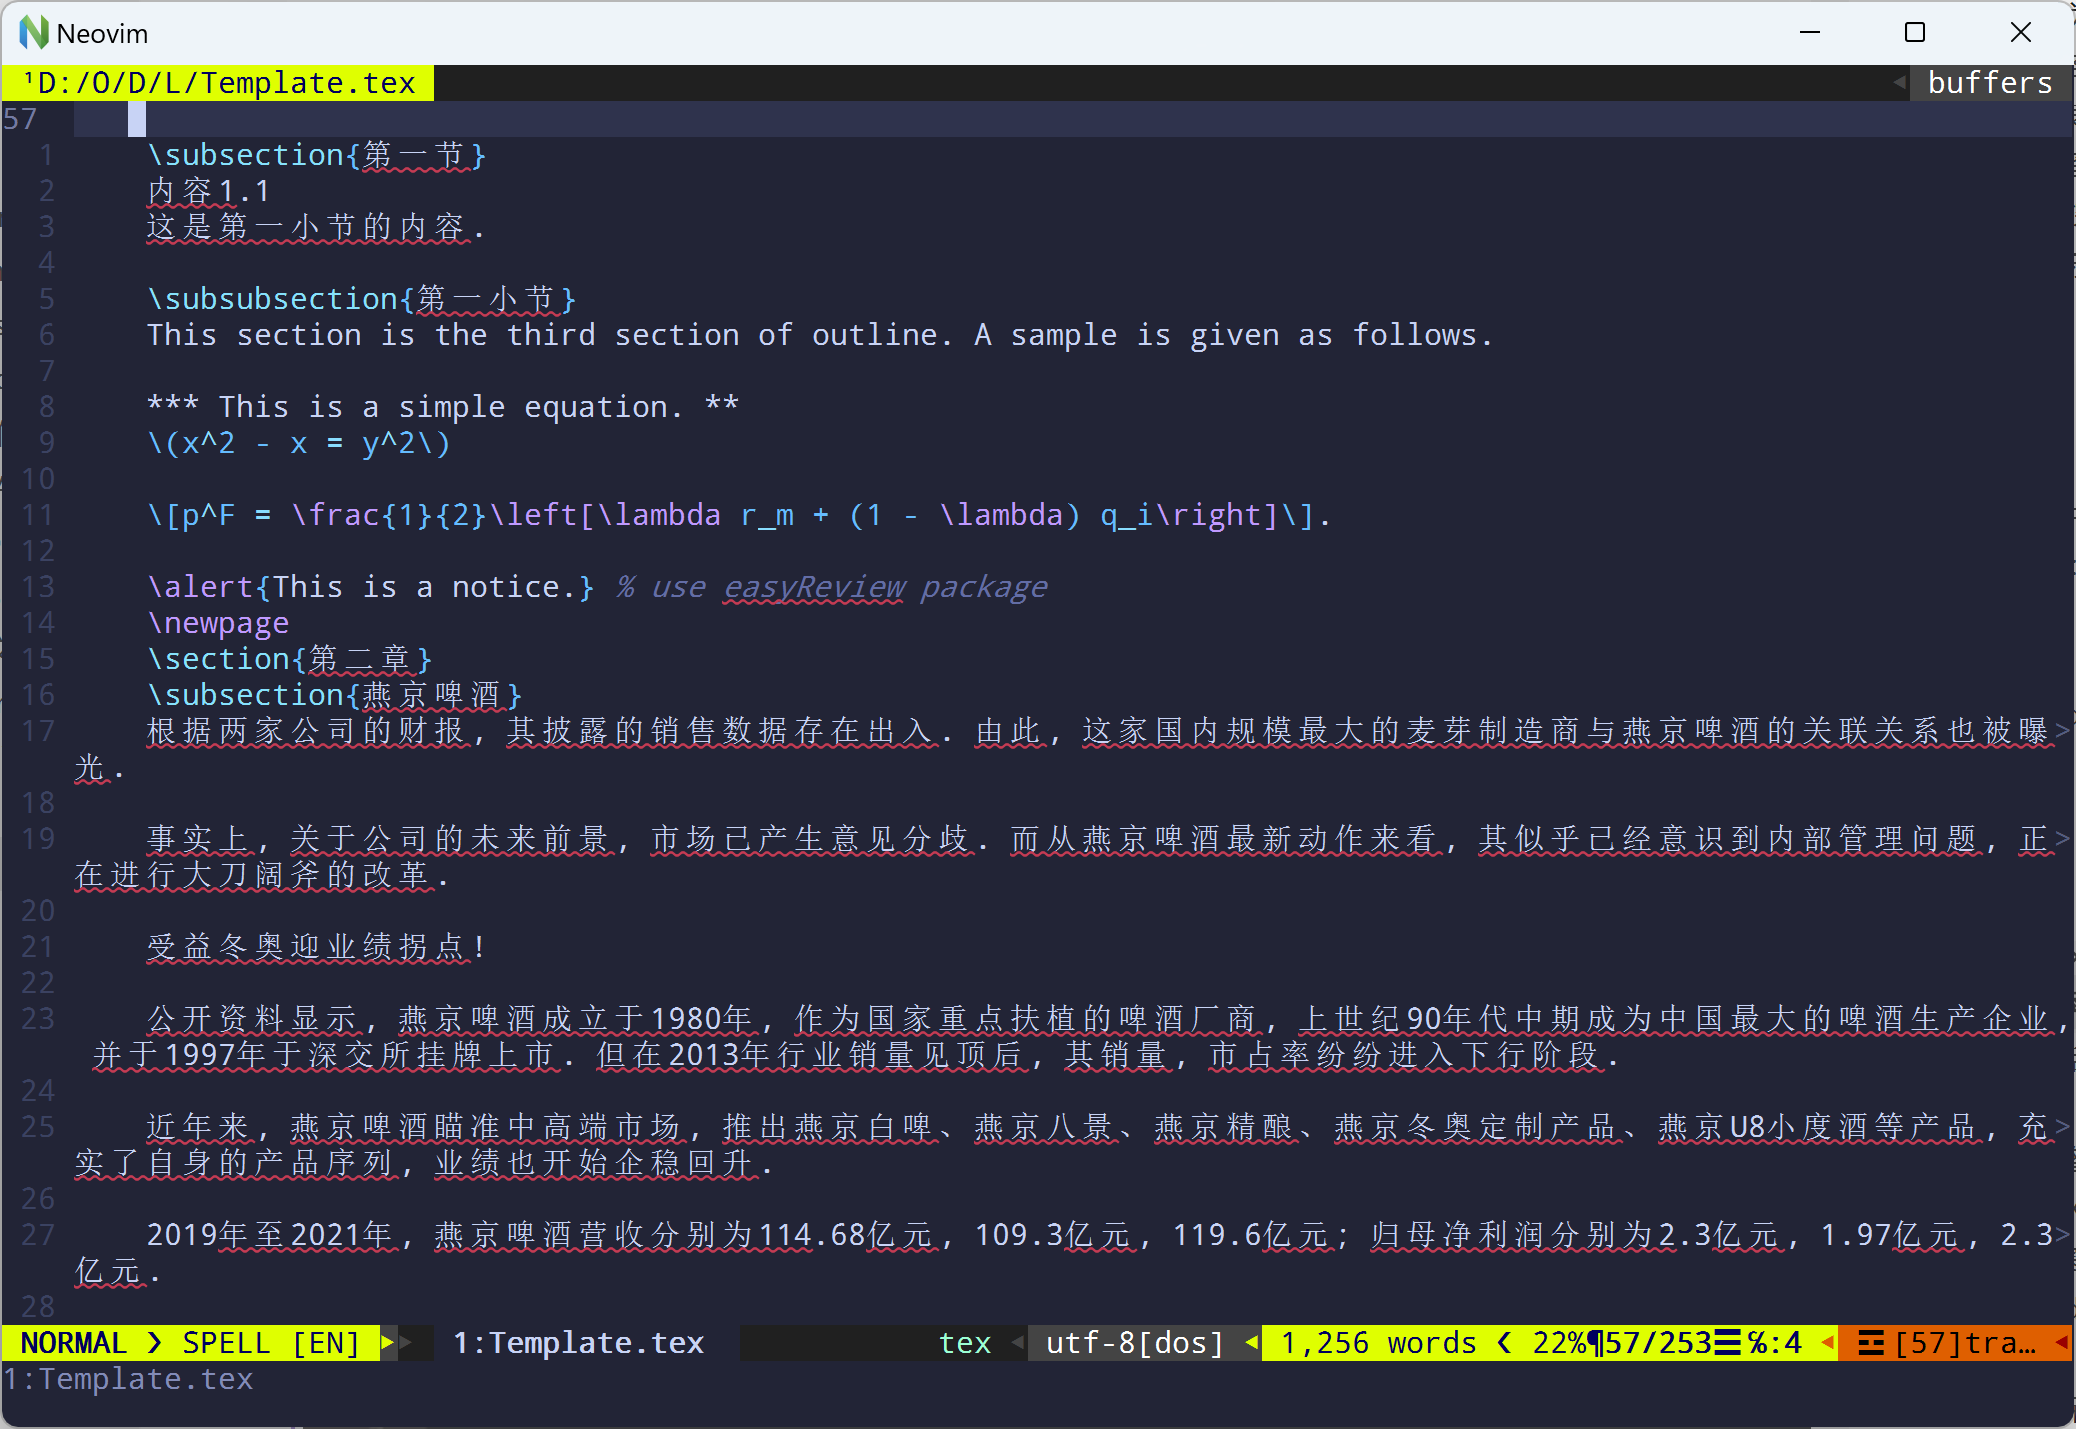 Neovim
¹D:/O/D/L/Template.tex buffers
57
1 \subsection{第一节}
2 内容1.1
3 这是第一小节的内容.
4
5 \subsubsection{第一小节}
6 This section is the third section of outline. A sample is given as follows.
7
8 *** This is a simple equation. **
9 \(x^2 - x = y^2\)
10
11 \[p^F = \frac{1}{2}\left[\lambda r_m + (1 - \lambda) q_i\right]\].
12
13 \alert{This is a notice.} % use easyReview package
14 \newpage
15 \section{第二章}
16 \subsection{燕京啤酒}
17 根据两家公司的财报, 其披露的销售数据存在出入. 由此, 这家国内规模最大的麦芽制造商与燕京啤酒的关联关系也被曝>
光.
18
19 事实上, 关于公司的未来前景, 市场已产生意见分歧. 而从燕京啤酒最新动作来看, 其似乎已经意识到内部管理问题, 正>
在进行大刀阔斧的改革.
20
21 受益冬奥迎业绩拐点!
22
23 公开资料显示, 燕京啤酒成立于1980年, 作为国家重点扶植的啤酒厂商, 上世纪90年代中期成为中国最大的啤酒生产企业,
并于1997年于深交所挂牌上市. 但在2013年行业销量见顶后, 其销量, 市占率纷纷进入下行阶段.
24
25 近年来, 燕京啤酒瞄准中高端市场, 推出燕京白啤、燕京八景、燕京精酿、燕京冬奥定制产品、燕京U8小度酒等产品, 充>
实了自身的产品序列, 业绩也开始企稳回升.
26
27 2019年至2021年, 燕京啤酒营收分别为114.68亿元, 109.3亿元, 119.6亿元; 归母净利润分别为2.3亿元, 1.97亿元, 2.3>
亿元.
28
NORMAL ❯ SPELL [EN] 1:Template.tex tex utf-8[dos] 1,256 words ❮ 22%¶57/253☰℅:4 ☲[57]tra…
1:Template.tex